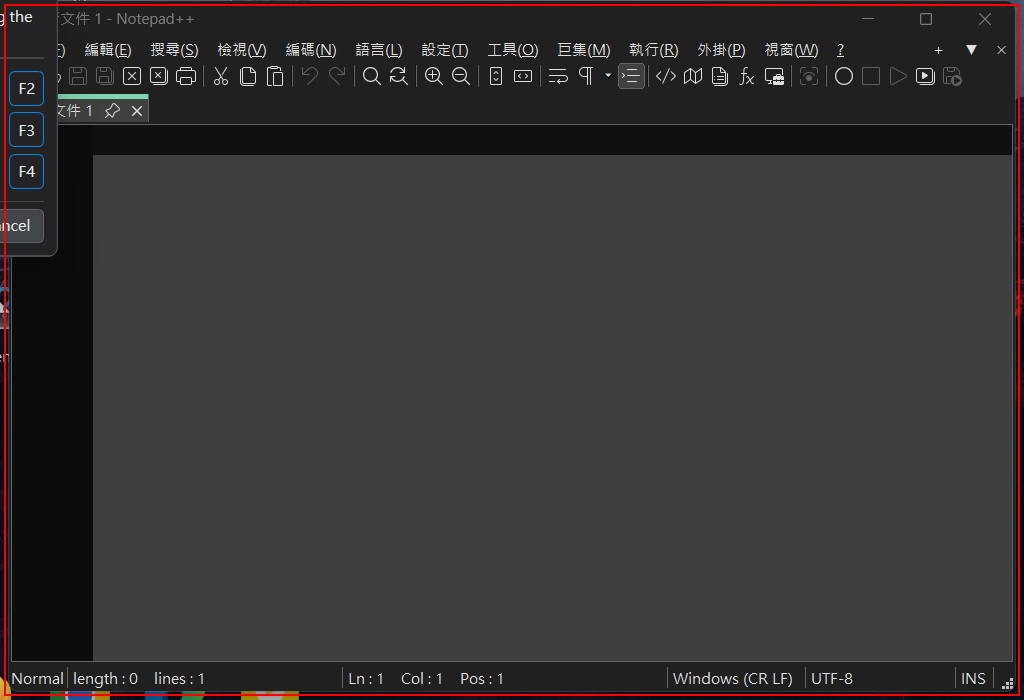 g the
文件 1 - Notepad++
編輯(E) 搜尋(S) 檢視(V) 編碼(N) 語言(L) 設定(T) 工具(O) 巨集(M) 執行(R) 外掛(P) 視窗(W) ?
F2
文件 1
F3
F4
ncel
Normal length : 0 lines : 1 Ln : 1 Col : 1 Pos : 1 Windows (CR LF) UTF-8 INS